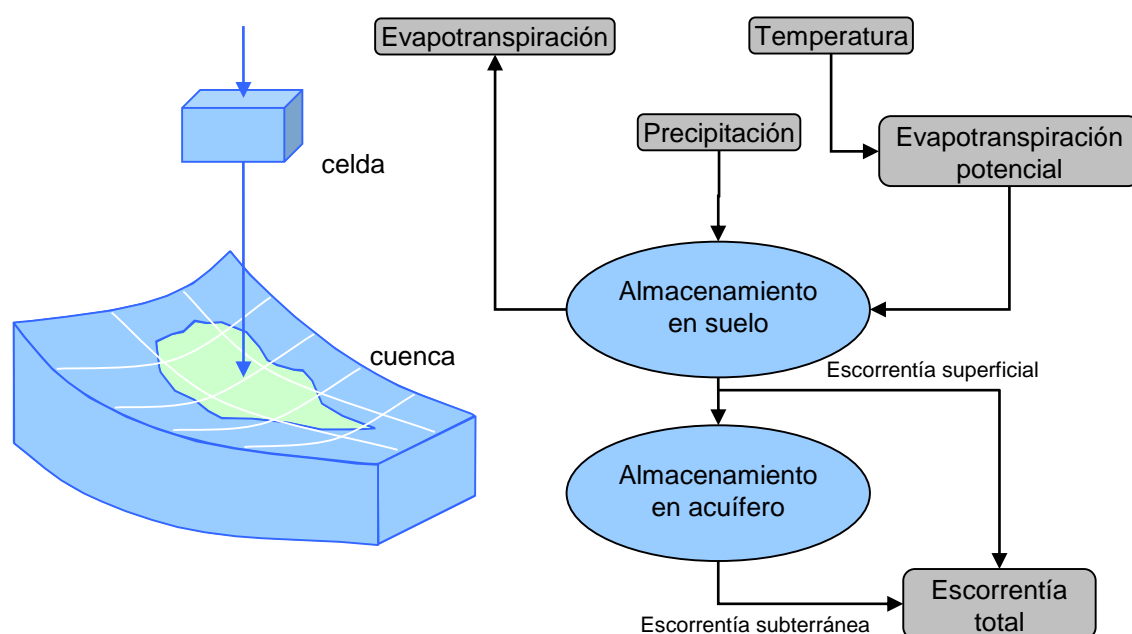 Evapotranspiración
Temperatura
Precipitación
Evapotranspiración
potencial
celda
Almacenamiento
en suelo
cuenca
Escorrentía superficial
Almacenamiento
en acuífero
Escorrentía
total
Escorrentía subterránea